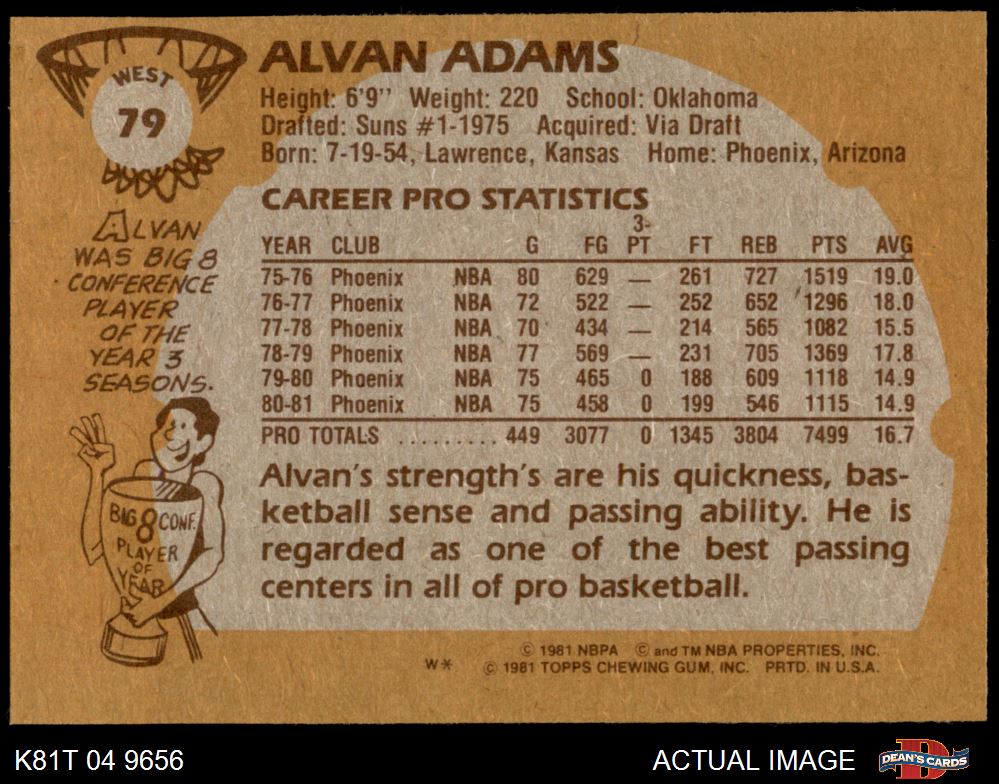 WEST
79
ALVAN ADAMS
Height: 6'9" Weight: 220 School: Oklahoma
Drafted: Suns #1-1975 Acquired: Via Draft
Born: 7-19-54, Lawrence, Kansas Home: Phoenix, Arizona
ALVAN
WAS BIG 8
CONFERENCE
PLAYER
OF THE
YEAR 3
SEASONS.
BIG 8 CONF.
PLAYER
OF
YEAR
CAREER PRO STATISTICS
YEAR CLUB G FG 3-PT FT REB PTS AVG
75-76 Phoenix NBA 80 629 — 261 727 1519 19.0
76-77 Phoenix NBA 72 522 — 252 652 1296 18.0
77-78 Phoenix NBA 70 434 — 214 565 1082 15.5
78-79 Phoenix NBA 77 569 — 231 705 1369 17.8
79-80 Phoenix NBA 75 465 0 188 609 1118 14.9
80-81 Phoenix NBA 75 458 0 199 546 1115 14.9
PRO TOTALS ......... 449 3077 0 1345 3804 7499 16.7
Alvan's strength's are his quickness, bas-
ketball sense and passing ability. He is
regarded as one of the best passing
centers in all of pro basketball.
© 1981 NBPA © and TM NBA PROPERTIES, INC.
W* © 1981 TOPPS CHEWING GUM, INC. PRTD. IN U.S.A.
K81T 04 9656
ACTUAL IMAGE
D
DEAN'S CARDS